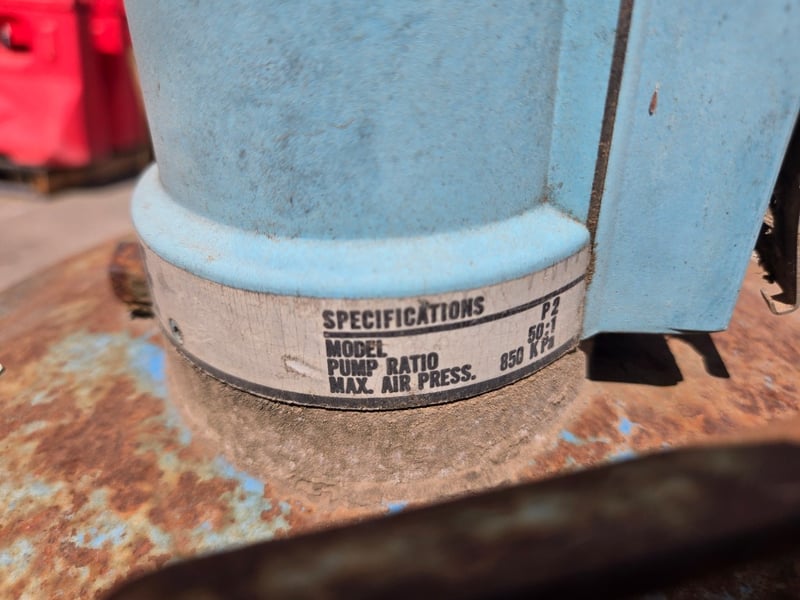 SPECIFICATIONS
MODEL P2
PUMP RATIO 50:1
MAX. AIR PRESS. 850 KPa